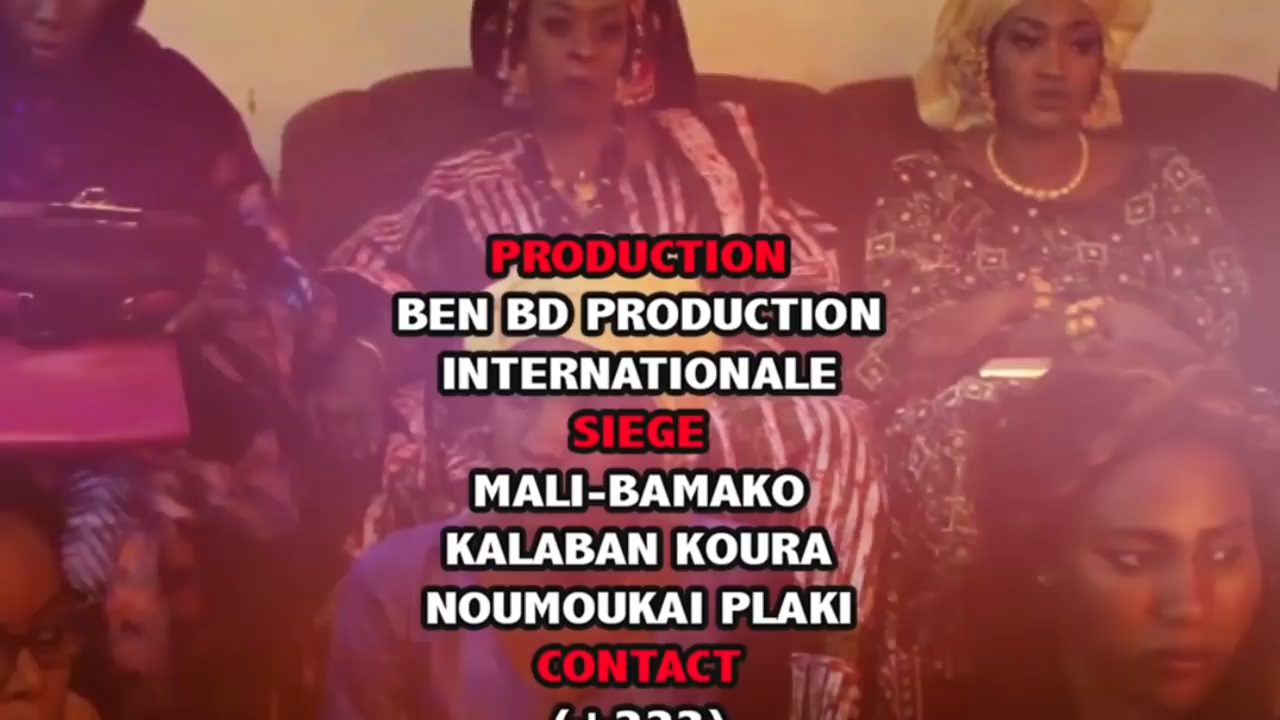 PRODUCTION
BEN BD PRODUCTION
INTERNATIONALE
SIEGE
MALI-BAMAKO
KALABAN KOURA
NOUMOUKAI PLAKI
CONTACT